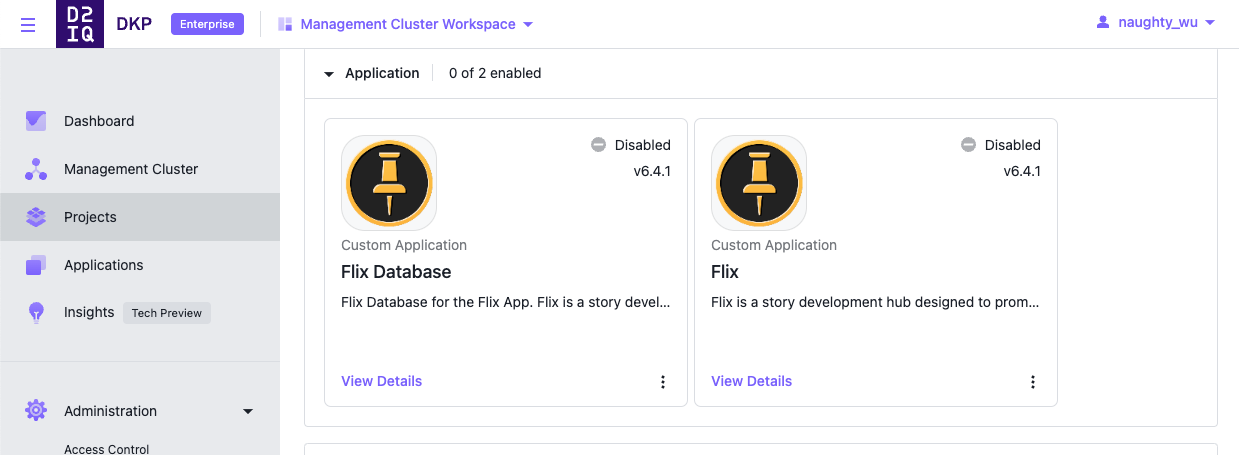 D2
IQ
DKP
Enterprise
Management Cluster Workspace
naughty_wu
Dashboard
Management Cluster
Projects
Applications
Insights
Tech Preview
Administration
Access Control
Application
0 of 2 enabled
Disabled
v6.4.1
Custom Application
Flix Database
Flix Database for the Flix App. Flix is a story devel...
View Details
Disabled
v6.4.1
Custom Application
Flix
Flix is a story development hub designed to prom...
View Details